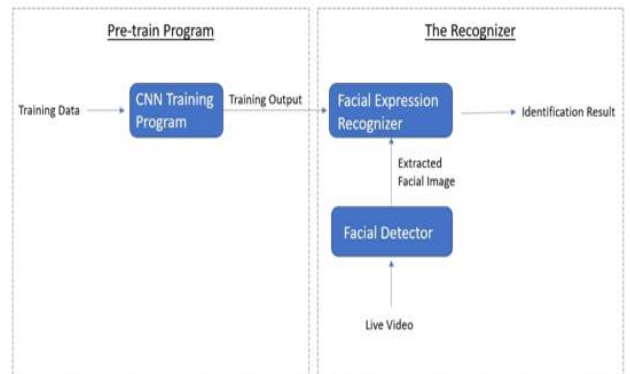 Pre-train Program
The Recognizer
Training Data
CNN Training
Program
Training Output
Facial Expression
Recognizer
Identification Result
Extracted
Facial Image
Facial Detector
Live Video